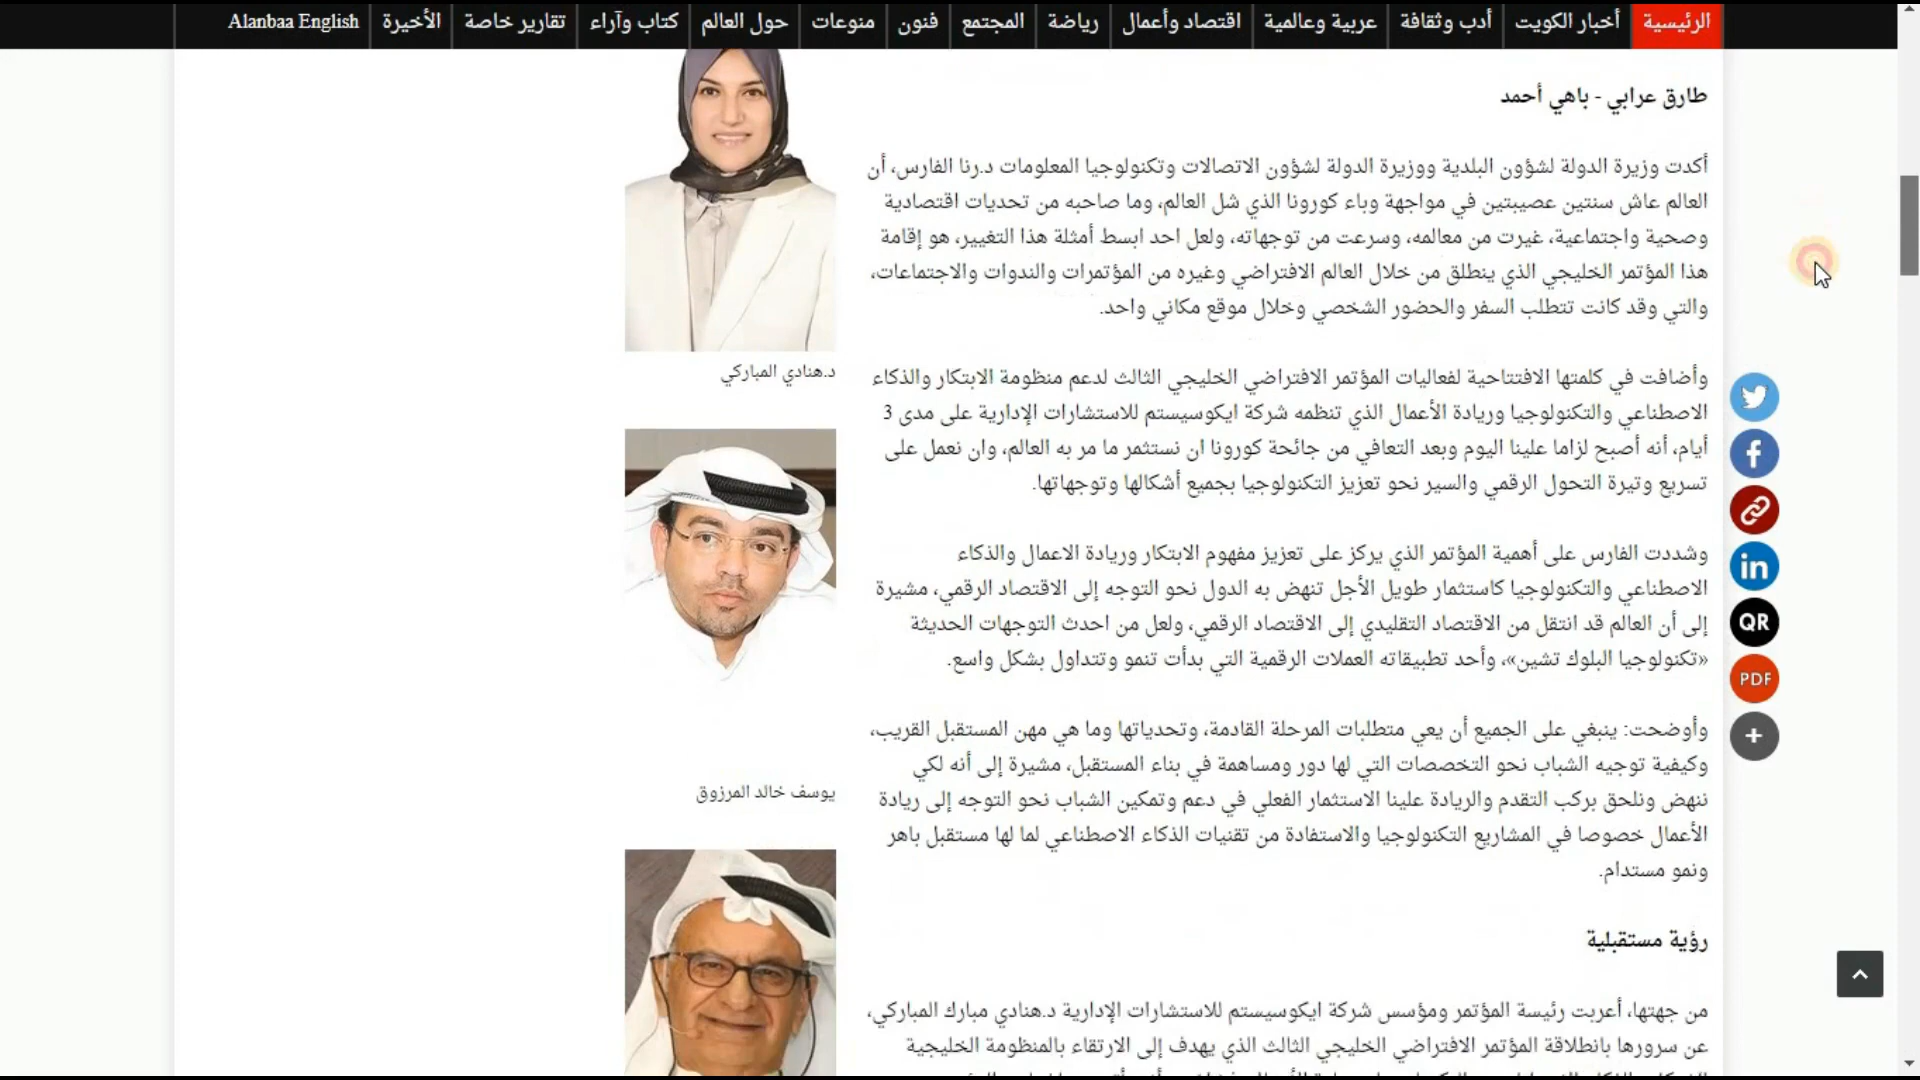 الرئيسية
أخبار الكويت
أدب وثقافة
عربية وعالمية
اقتصاد وأعمال
رياضة
المجتمع
فنون
منوعات
حول العالم
كتاب وآراء
تقارير خاصة
الأخيرة
Alanbaa English
طارق عرابي - باهي أحمد
أكدت وزيرة الدولة لشؤون البلدية ووزيرة الدولة لشؤون الاتصالات وتكنولوجيا المعلومات د.رنا الفارس، أن
العالم عاش سنتين عصيبتين في مواجهة وباء كورونا الذي شل العالم، وما صاحبه من تحديات اقتصادية
وصحية واجتماعية، غيرت من معالمه، وسرعت من توجهاته، ولعل احد ابسط أمثلة هذا التغيير، هو إقامة
هذا المؤتمر الخليجي الذي ينطلق من خلال العالم الافتراضي وغيره من المؤتمرات والندوات والاجتماعات،
والتي وقد كانت تتطلب السفر والحضور الشخصي وخلال موقع مكاني واحد.
وأضافت في كلمتها الافتتاحية لفعاليات المؤتمر الافتراضي الخليجي الثالث لدعم منظومة الابتكار والذكاء
الاصطناعي والتكنولوجيا وريادة الأعمال الذي تنظمه شركة ايكوسيستم للاستشارات الإدارية على مدى 3
أيام، أنه أصبح لزاما علينا اليوم وبعد التعافي من جائحة كورونا ان نستثمر ما مر به العالم، وان نعمل على
تسريع وتيرة التحول الرقمي والسير نحو تعزيز التكنولوجيا بجميع أشكالها وتوجهاتها.
وشددت الفارس على أهمية المؤتمر الذي يركز على تعزيز مفهوم الابتكار وريادة الاعمال والذكاء
الاصطناعي والتكنولوجيا كاستثمار طويل الأجل تنهض به الدول نحو التوجه إلى الاقتصاد الرقمي، مشيرة
إلى أن العالم قد انتقل من الاقتصاد التقليدي إلى الاقتصاد الرقمي، ولعل من احدث التوجهات الحديثة
«تكنولوجيا البلوك تشين»، وأحد تطبيقاته العملات الرقمية التي بدأت تنمو وتتداول بشكل واسع.
وأوضحت: ينبغي على الجميع أن يعي متطلبات المرحلة القادمة، وتحدياتها وما هي مهن المستقبل القريب،
وكيفية توجيه الشباب نحو التخصصات التي لها دور ومساهمة في بناء المستقبل، مشيرة إلى أنه لكي
ننهض ونلحق بركب التقدم والريادة علينا الاستثمار الفعلي في دعم وتمكين الشباب نحو التوجه إلى ريادة
الأعمال خصوصا في المشاريع التكنولوجيا والاستفادة من تقنيات الذكاء الاصطناعي لما لها مستقبل باهر
ونمو مستدام.
رؤية مستقبلية
من جهتها، أعربت رئيسة المؤتمر ومؤسس شركة ايكوسيستم للاستشارات الإدارية د.هنادي مبارك المباركي،
عن سرورها بانطلاقة المؤتمر الافتراضي الخليجي الثالث الذي يهدف إلى الارتقاء بالمنظومة الخليجية
د.هنادي المباركي
يوسف خالد المرزوق
QR
PDF